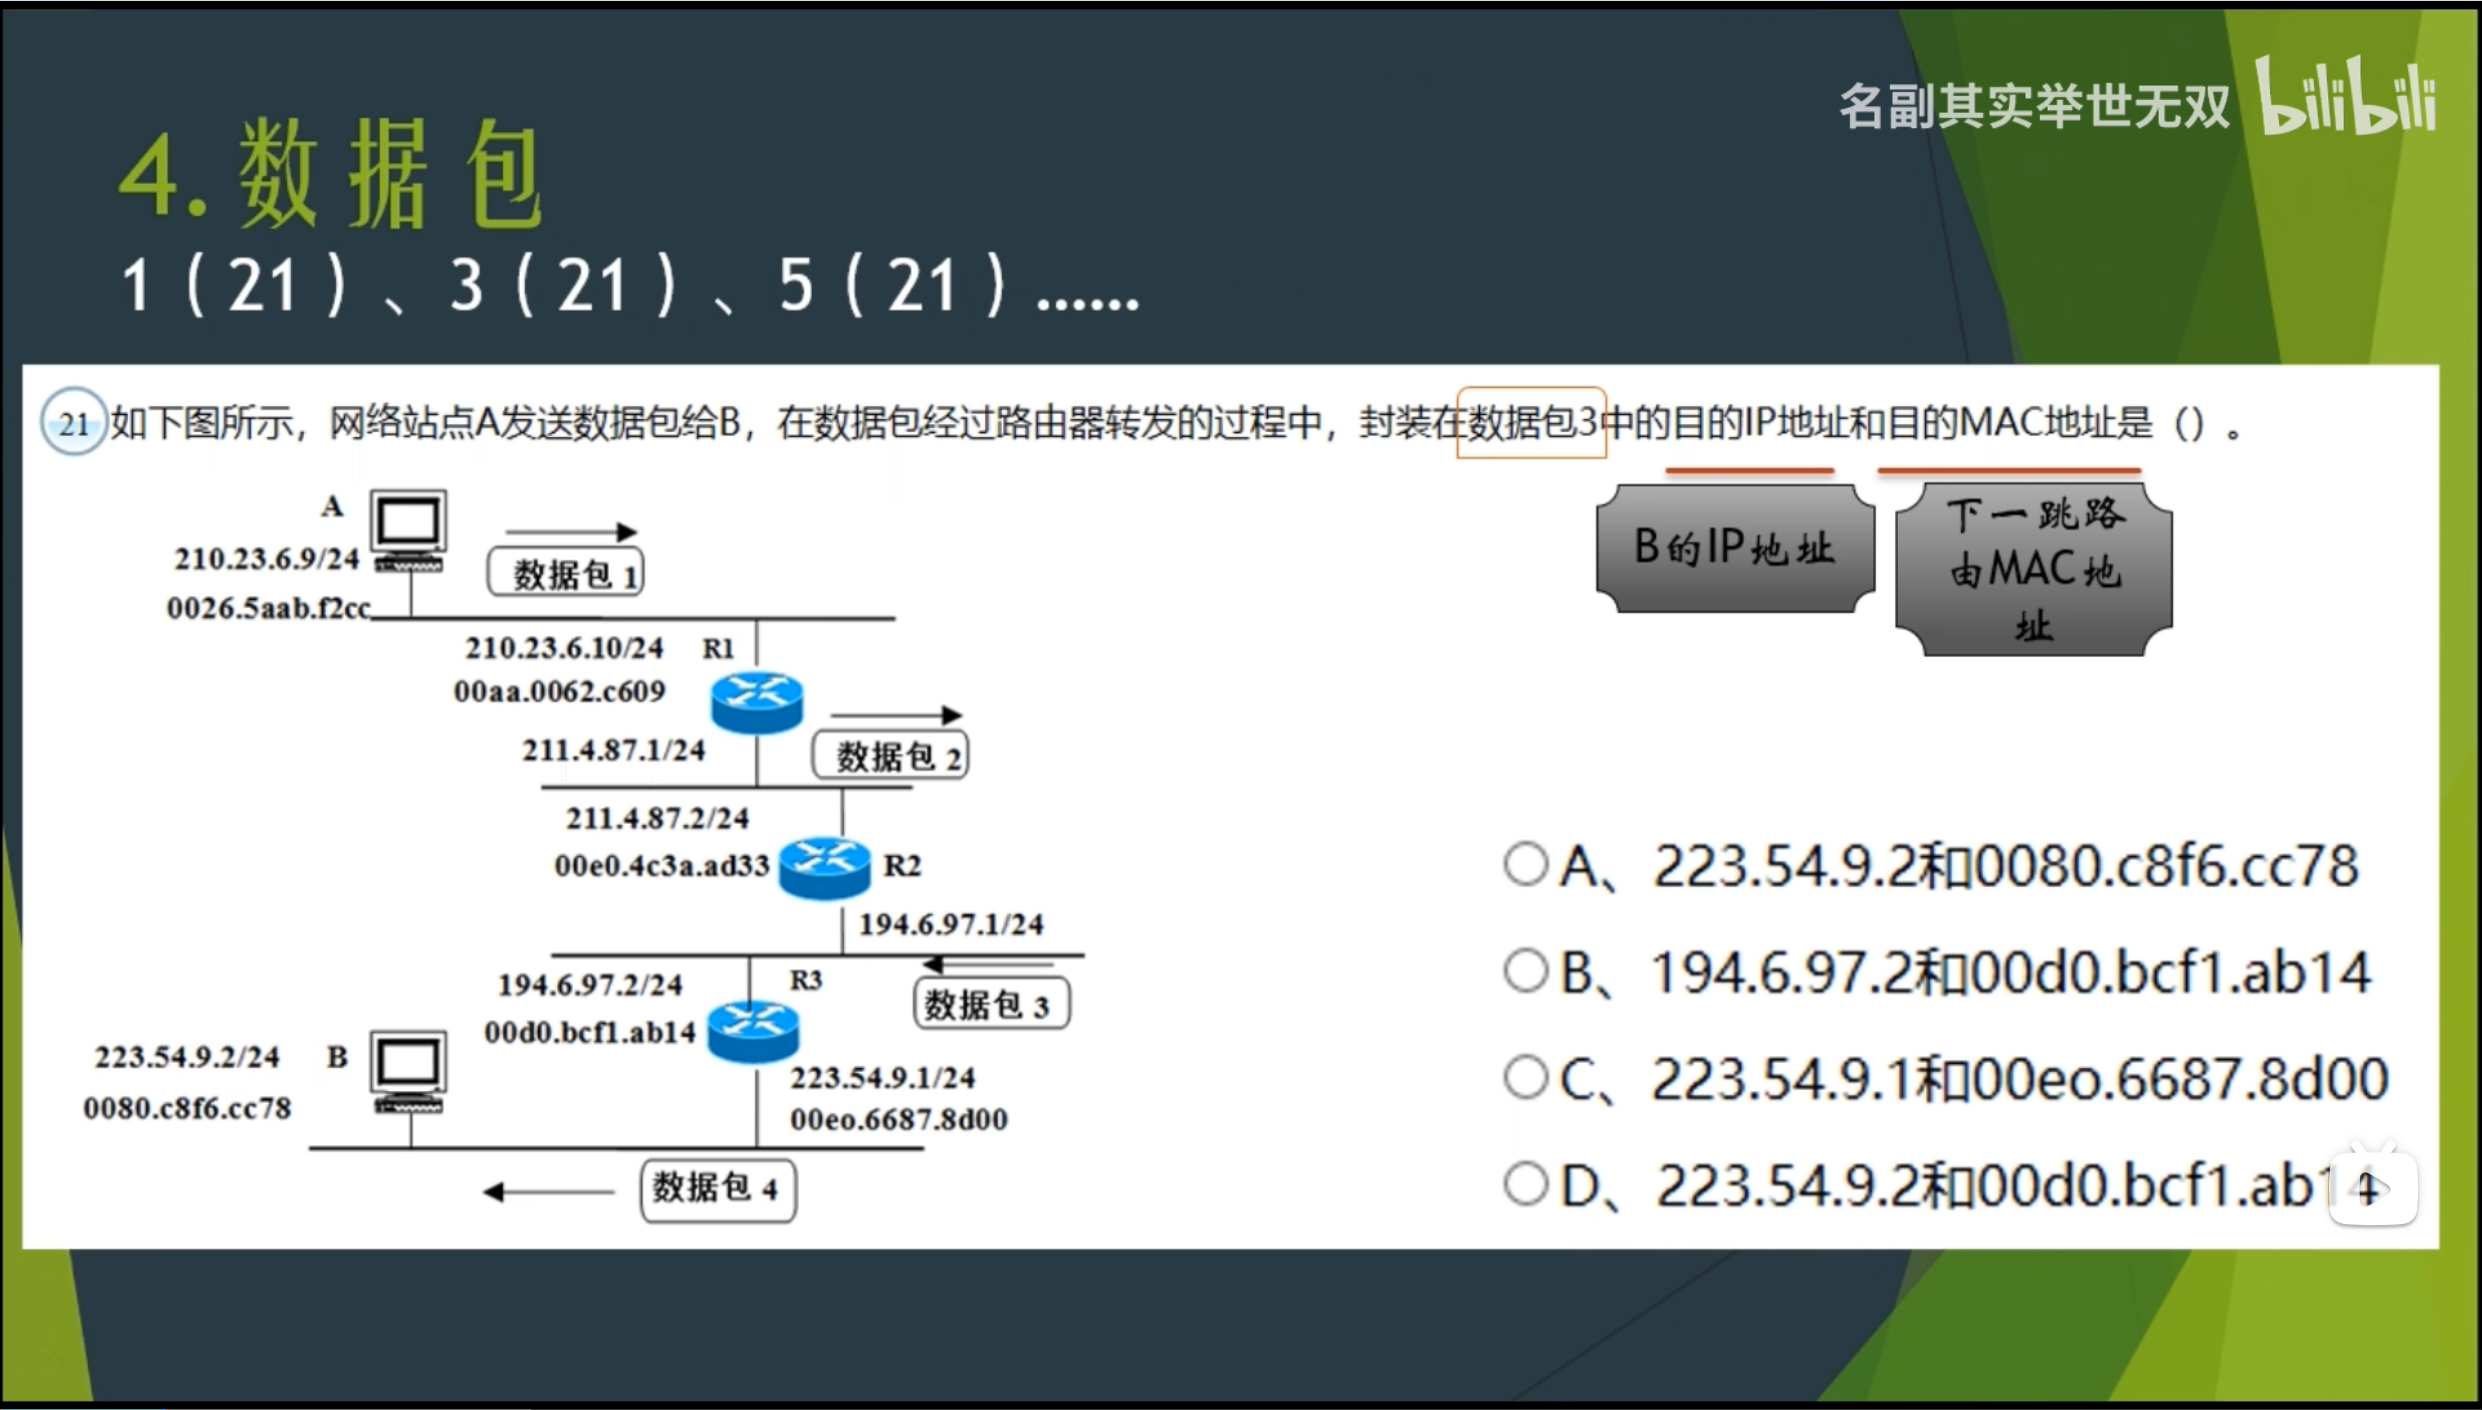 名副其实举世无双 bilibili
4.数据包
1（21）、3（21）、5（21）……
21 如下图所示，网络站点A发送数据包给B，在数据包经过路由器转发的过程中，封装在数据包3中的目的IP地址和目的MAC地址是（）。
B的IP地址
下一跳路
由MAC地
址
A
210.23.6.9/24
0026.5aab.f2cc
数据包 1
210.23.6.10/24 R1
00aa.0062.c609
211.4.87.1/24
数据包 2
211.4.87.2/24
00e0.4c3a.ad33 R2
194.6.97.1/24
194.6.97.2/24 R3
00d0.bcf1.ab14
数据包 3
223.54.9.2/24 B
0080.c8f6.cc78
223.54.9.1/24
00eo.6687.8d00
数据包 4
A、223.54.9.2和0080.c8f6.cc78
B、194.6.97.2和00d0.bcf1.ab14
C、223.54.9.1和00eo.6687.8d00
D、223.54.9.2和00d0.bcf1.ab14